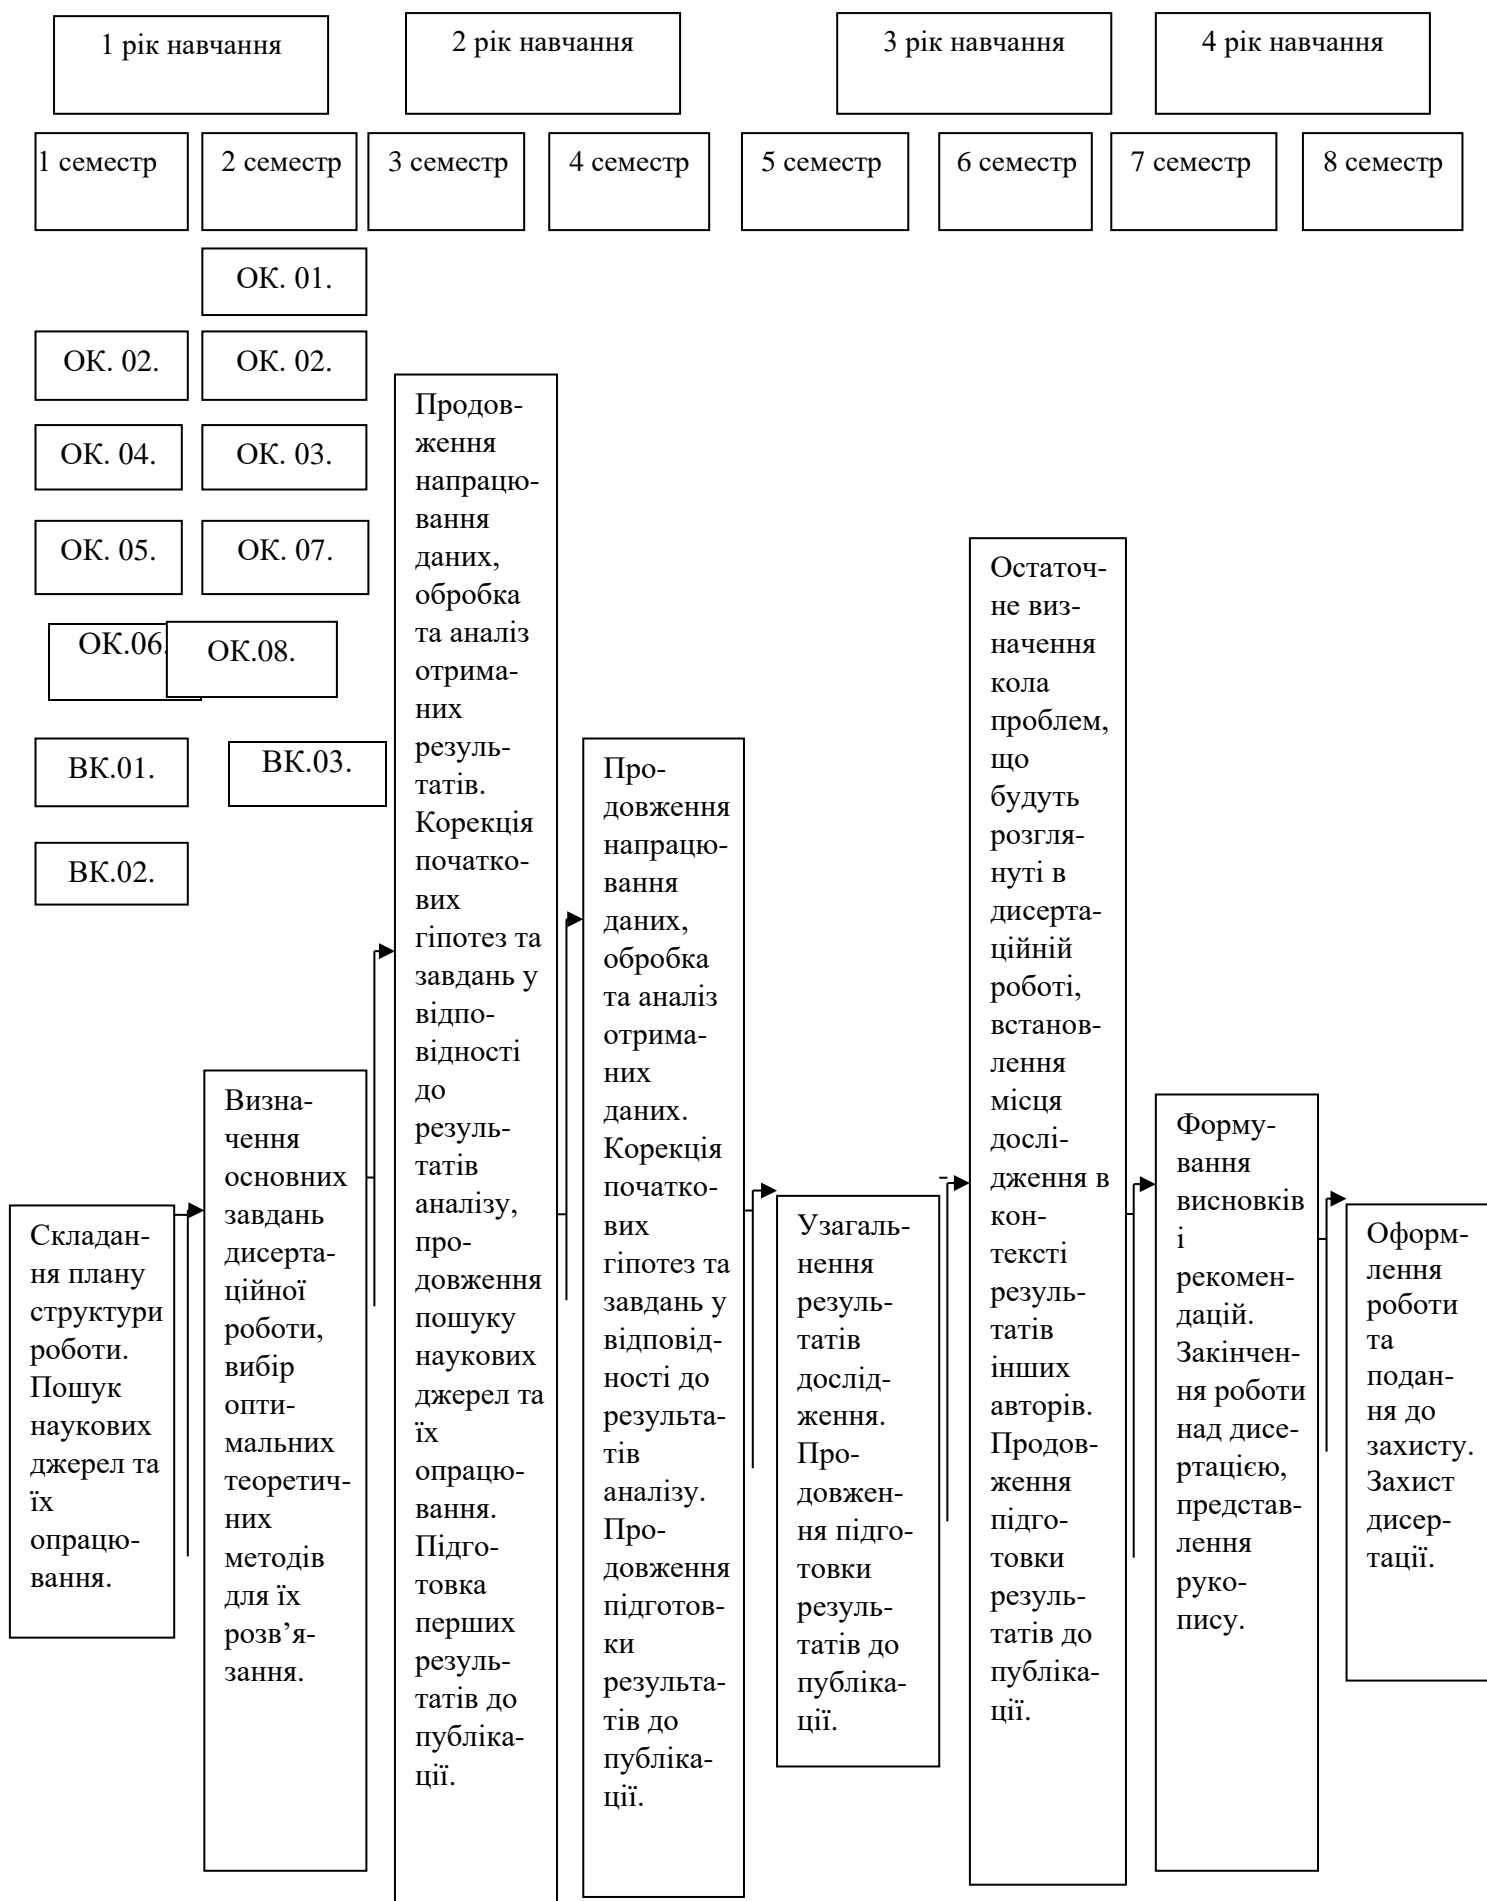 1 рік навчання
2 рік навчання
3 рік навчання
4 рік навчання
1 семестр
2 семестр
3 семестр
4 семестр
5 семестр
6 семестр
7 семестр
8 семестр
ОК. 01.
ОК. 02.
ОК. 02.
ОК. 04.
ОК. 03.
ОК. 05.
ОК. 07.
ОК.06.
ОК.08.
ВК.01.
ВК.03.
ВК.02.
Складан-
ня плану
структури
роботи.
Пошук
наукових
джерел та
їх
опрацю-
вання.
Визна-
чення
основних
завдань
дисерта-
ційної
роботи,
вибір
опти-
мальних
теоретич-
них
методів
для їх
розв’я-
зання.
Продов-
ження
напрацю-
вання
даних,
обробка
та аналіз
отрима-
них
резуль-
татів.
Корекція
початко-
вих
гіпотез та
завдань у
відпо-
відності
до
резуль-
татів
аналізу,
про-
довження
пошуку
наукових
джерел та
їх
опрацю-
вання.
Підго-
товка
перших
резуль-
татів до
публіка-
ції.
Про-
довження
напрацю-
вання
даних,
обробка
та аналіз
отрима-
них
даних.
Корекція
початко-
вих
гіпотез та
завдань у
відповід-
ності до
результа-
тів
аналізу.
Про-
довження
підготов-
ки
результа-
тів до
публіка-
ції.
Узагаль-
нення
резуль-
татів
дослід-
ження.
Про-
довжен-
ня підго-
товки
резуль-
татів до
публіка-
ції.
Остаточ-
не виз-
начення
кола
проблем,
що
будуть
розгля-
нуті в
дисерта-
ційній
роботі,
встанов-
лення
місця
дослі-
дження в
кон-
тексті
резуль-
татів
інших
авторів.
Продов-
ження
підго-
товки
резуль-
татів до
публіка-
ції.
Форму-
вання
висновків
і
рекомен-
дацій.
Закінчен-
ня роботи
над дисе-
ртацією,
представ-
лення
руко-
пису.
Оформ-
лення
роботи
та
подан-
ня до
захисту.
Захист
дисер-
тації.